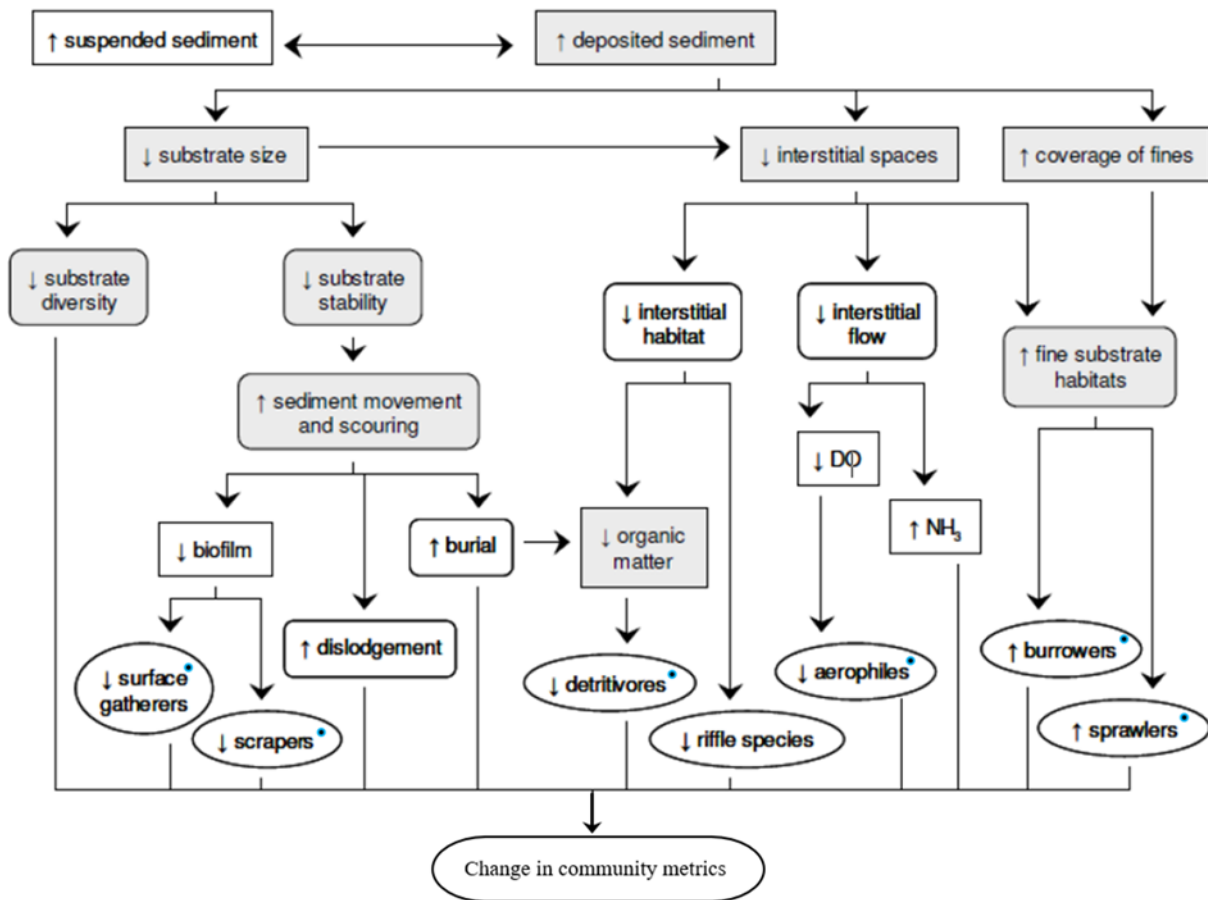 ↑ suspended sediment
↑ deposited sediment
↓ substrate size
↓ interstitial spaces
↑ coverage of fines
↓ substrate
diversity
↓ substrate
stability
↓ interstitial
habitat
↓ interstitial
flow
↑ fine substrate
habitats
↑ sediment movement
and scouring
↓ DO
↑ NH₃
↓ biofilm
↑ burial
↓ organic
matter
↑ dislodgement
↑ burrowers
↓ surface
gatherers
↓ detritivores
↓ aerophiles
↑ sprawlers
↓ scrapers
↓ riffle species
Change in community metrics